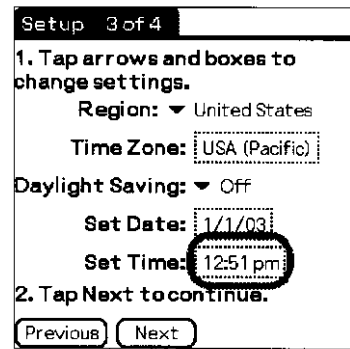 Setup 3 of 4
1. Tap arrows and boxes to
change settings.
Region: United States
Time Zone: USA (Pacific)
Daylight Saving: Off
Set Date: 1/1/03
Set Time: 12:51 pm
2. Tap Next to continue.
Previous Next